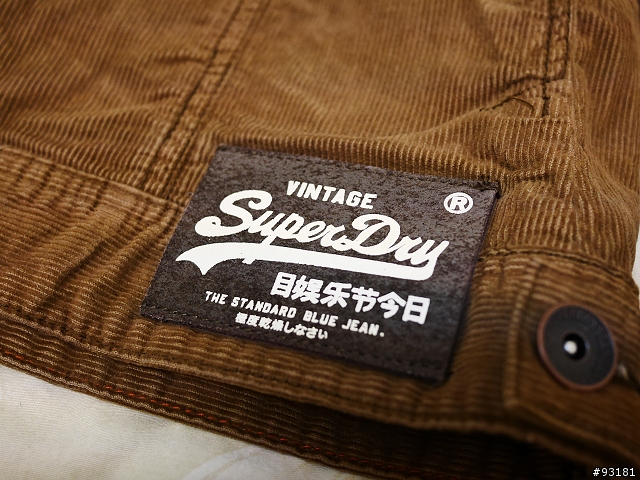 VINTAGE
®
SuperDry
目娱乐节今日
THE STANDARD BLUE JEAN.
極度乾燥しなさい
#93181